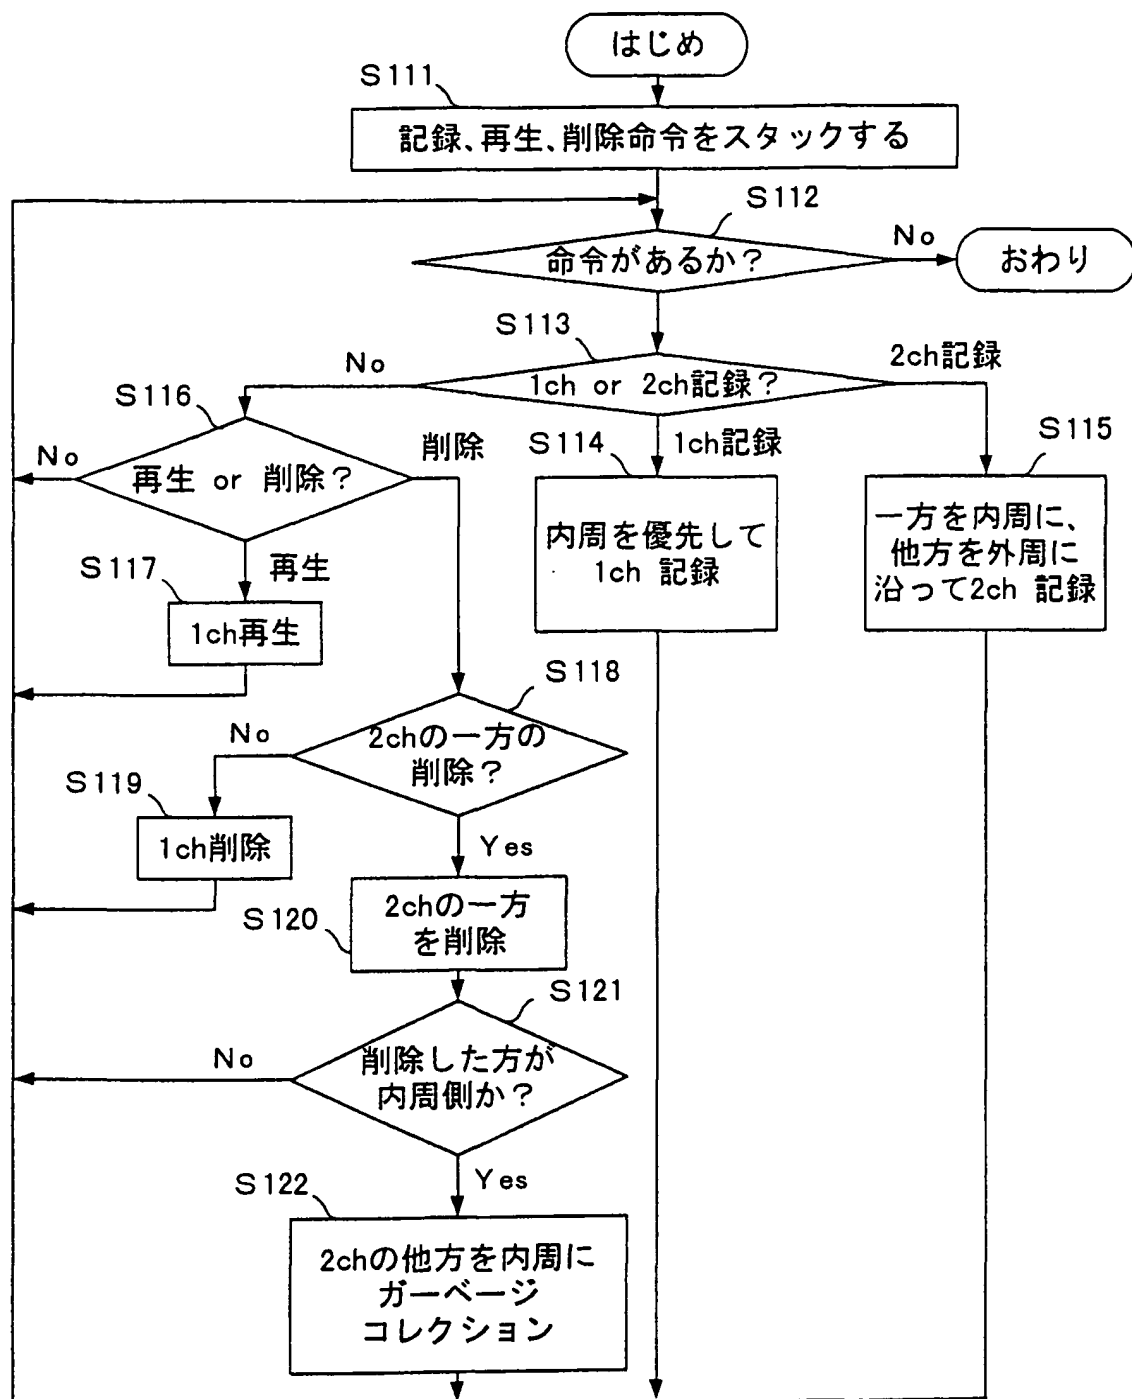 はじめ
S111
記録、再生、削除命令をスタックする
S112
命令があるか?
No
おわり
S113
1ch or 2ch記録?
No
2ch記録
1ch記録
S116
再生 or 削除?
No
削除
再生
S114
内周を優先して
1ch 記録
S115
一方を内周に、
他方を外周に
沿って2ch 記録
S117
1ch再生
S118
2chの一方の
削除?
No
Yes
S119
1ch削除
S120
2chの一方
を削除
S121
削除した方が
内周側か?
No
Yes
S122
2chの他方を内周に
ガーベージ
コレクション